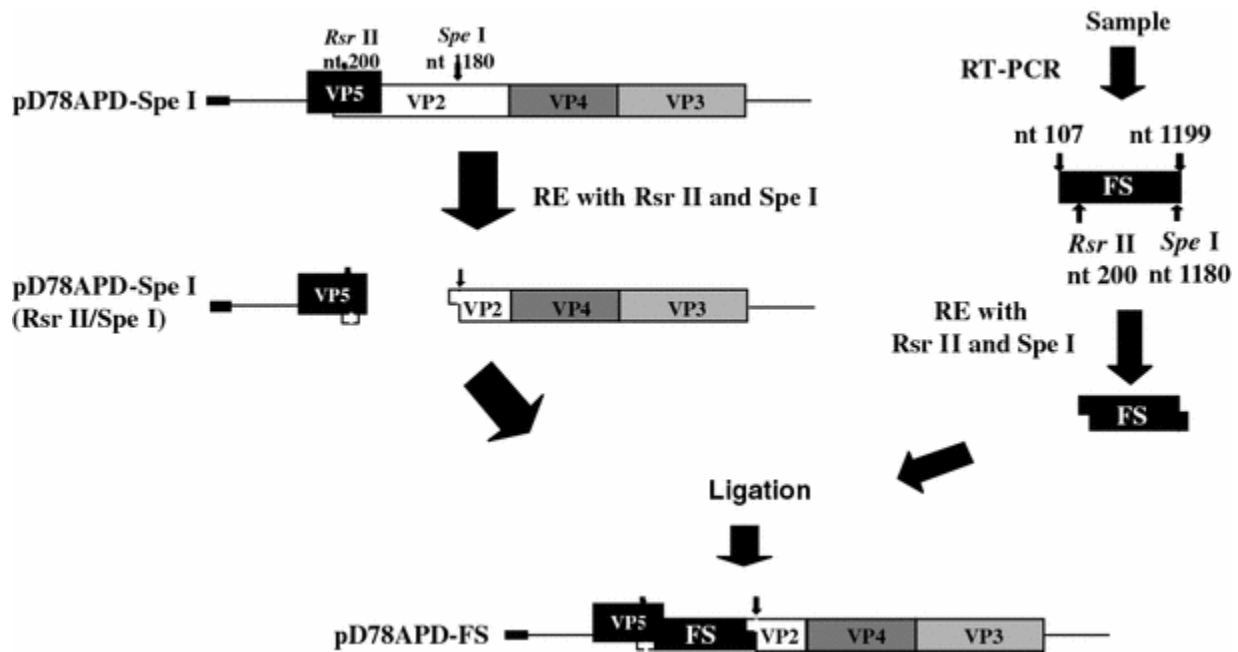 Rsr II
nt 200
Spe I
nt 1180
pD78APD-Spe I
VP5
VP2
VP4
VP3
RE with Rsr II and Spe I
pD78APD-Spe I
(Rsr II/Spe I)
VP5
VP2
VP4
VP3
Sample
RT-PCR
nt 107
nt 1199
FS
Rsr II
nt 200
Spe I
nt 1180
RE with
Rsr II and Spe I
FS
Ligation
pD78APD-FS
VP5
FS
VP2
VP4
VP3